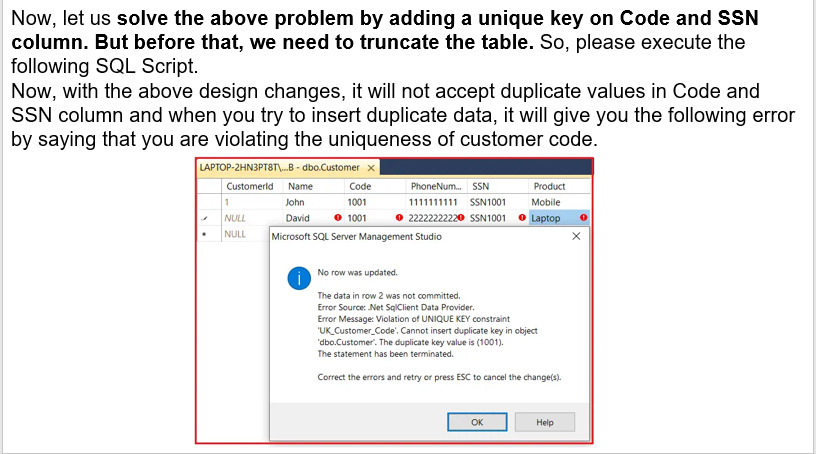 Now, let us solve the above problem by adding a unique key on Code and SSN
column. But before that, we need to truncate the table. So, please execute the
following SQL Script.
Now, with the above design changes, it will not accept duplicate values in Code and
SSN column and when you try to insert duplicate data, it will give you the following error
by saying that you are violating the uniqueness of customer code.
LAPTOP-2HN3PT8T\...B - dbo.Customer
CustomerId Name Code PhoneNum... SSN Product
1 John 1001 1111111111 SSN1001 Mobile
NULL David 1001 2222222222 SSN1001 Laptop
NULL
Microsoft SQL Server Management Studio
No row was updated.
The data in row 2 was not committed.
Error Source: .Net SqlClient Data Provider.
Error Message: Violation of UNIQUE KEY constraint
'UK_Customer_Code'. Cannot insert duplicate key in object
'dbo.Customer'. The duplicate key value is (1001).
The statement has been terminated.
Correct the errors and retry or press ESC to cancel the change(s).
OK Help